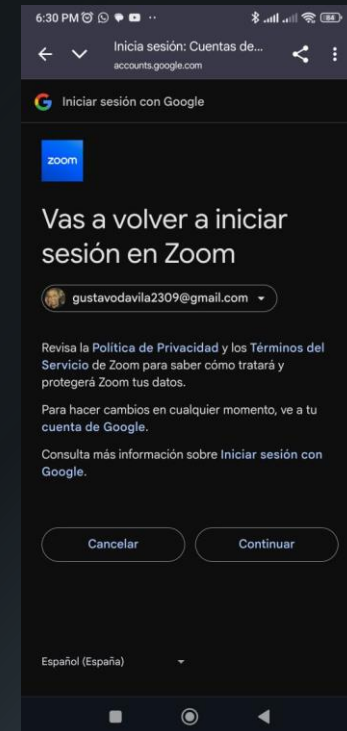 6:30 PM
84
Inicia sesión: Cuentas de...
accounts.google.com
G Iniciar sesión con Google
zoom
Vas a volver a iniciar
sesión en Zoom
gustavodavila2309@gmail.com
Revisa la Política de Privacidad y los Términos del
Servicio de Zoom para saber cómo tratará y
protegerá Zoom tus datos.
Para hacer cambios en cualquier momento, ve a tu
cuenta de Google.
Consulta más información sobre Iniciar sesión con
Google.
Cancelar
Continuar
Español (España)